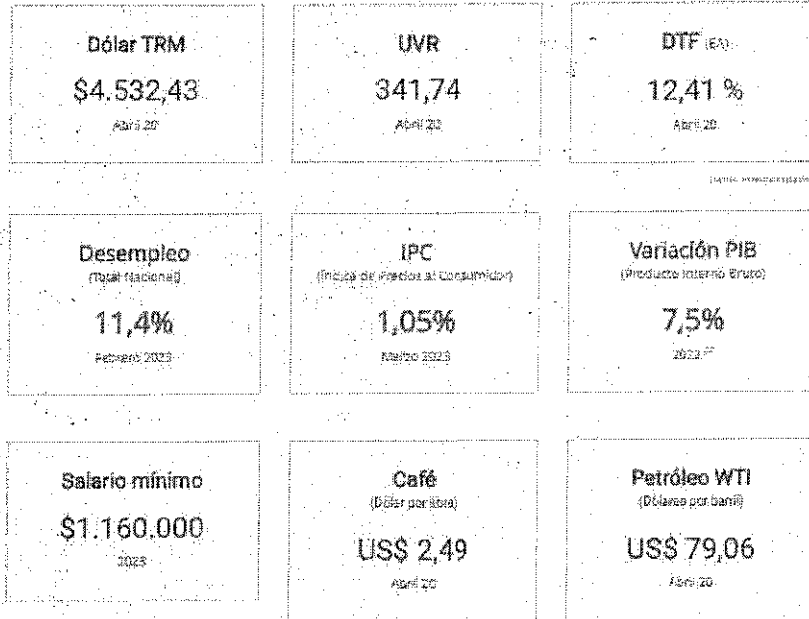 Dólar TRM
$4.532,43
Abril 20
UVR
341,74
Abril 20
DTF (EA)
12,41 %
Abril 20
Desempleo
(Total Nacional)
11,4%
Febrero 2023
IPC
(Índice de Precios al Consumidor)
1,05%
Marzo 2023
Variación PIB
(Producto Interno Bruto)
7,5%
Salario mínimo
$1.160.000
2023
Café
(Dólar por libra)
US$ 2,49
Abril 20
Petróleo WTI
(Dólares por barril)
US$ 79,06
Abril 20